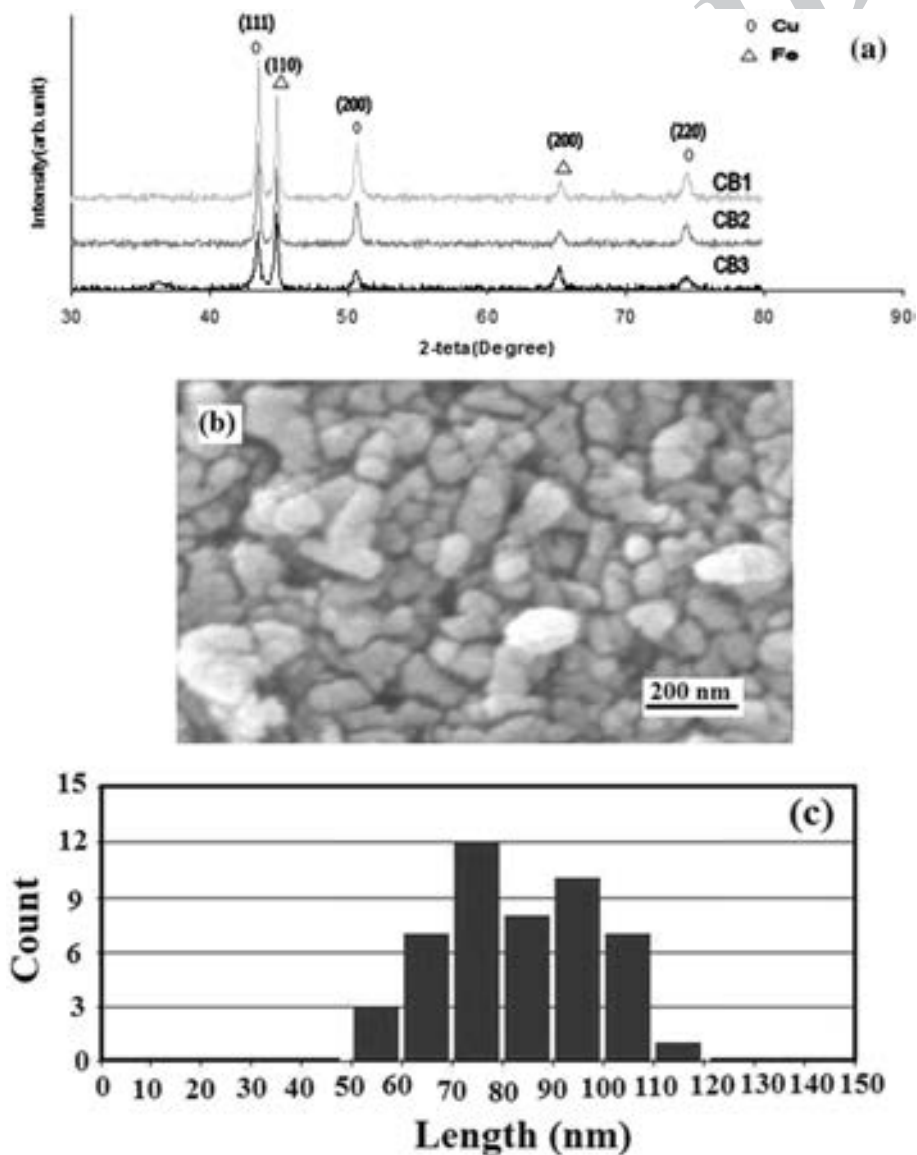 (111)
(110)
(200)
(200)
(220)
Cu
Fe
(a)
Intensity(arb.unit)
CB1
CB2
CB3
30 40 50 60 70 80 90
2-teta(Degree)
(b)
200 nm
(c)
Count
15
12
9
6
3
0
0 10 20 30 40 50 60 70 80 90 100 110 120 130 140 150
Length (nm)